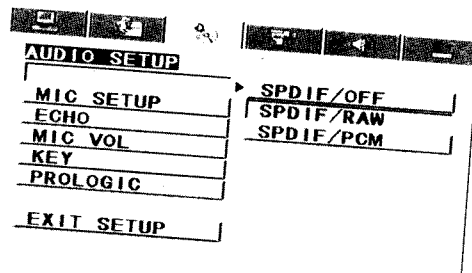 AUDIO SETUP
MIC SETUP
ECHO
MIC VOL
KEY
PROLOGIC
EXIT SETUP
SPDIF/OFF
SPDIF/RAW
SPDIF/PCM